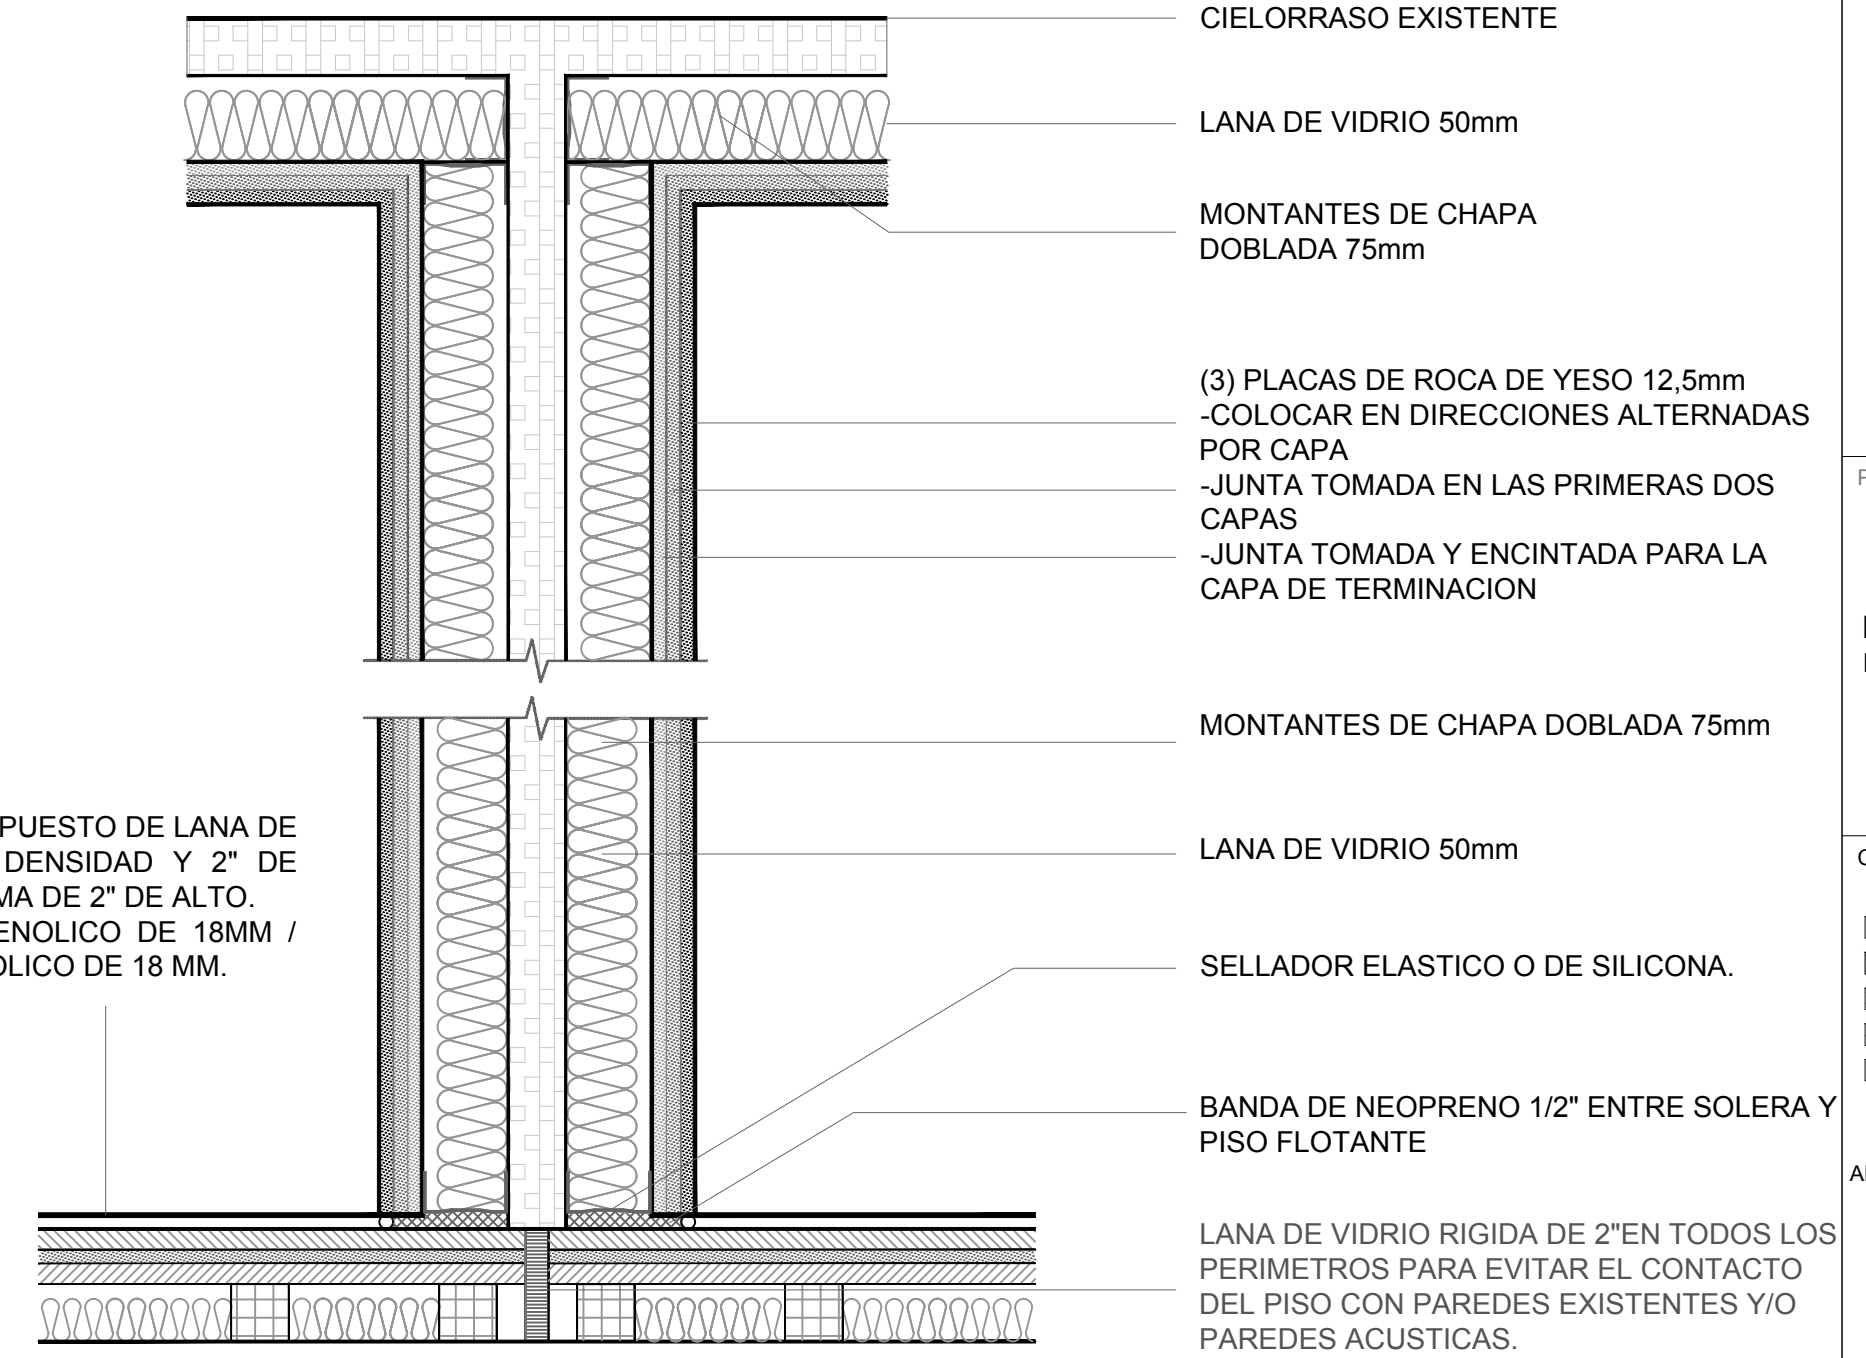 CIELORRASO EXISTENTE
LANA DE VIDRIO 50mm
MONTANTES DE CHAPA
DOBLADA 75mm
(3) PLACAS DE ROCA DE YESO 12,5mm
-COLOCAR EN DIRECCIONES ALTERNADAS
POR CAPA
-JUNTA TOMADA EN LAS PRIMERAS DOS
CAPAS
-JUNTA TOMADA Y ENCINTADA PARA LA
CAPA DE TERMINACION
MONTANTES DE CHAPA DOBLADA 75mm
LANA DE VIDRIO 50mm
SELLADOR ELASTICO O DE SILICONA.
BANDA DE NEOPRENO 1/2" ENTRE SOLERA Y
PISO FLOTANTE
LANA DE VIDRIO RIGIDA DE 2"EN TODOS LOS
PERIMETROS PARA EVITAR EL CONTACTO
DEL PISO CON PAREDES EXISTENTES Y/O
PAREDES ACUSTICAS.
PUESTO DE LANA DE
DENSIDAD Y 2" DE
MA DE 2" DE ALTO.
ENOLICO DE 18MM /
OLICO DE 18 MM.